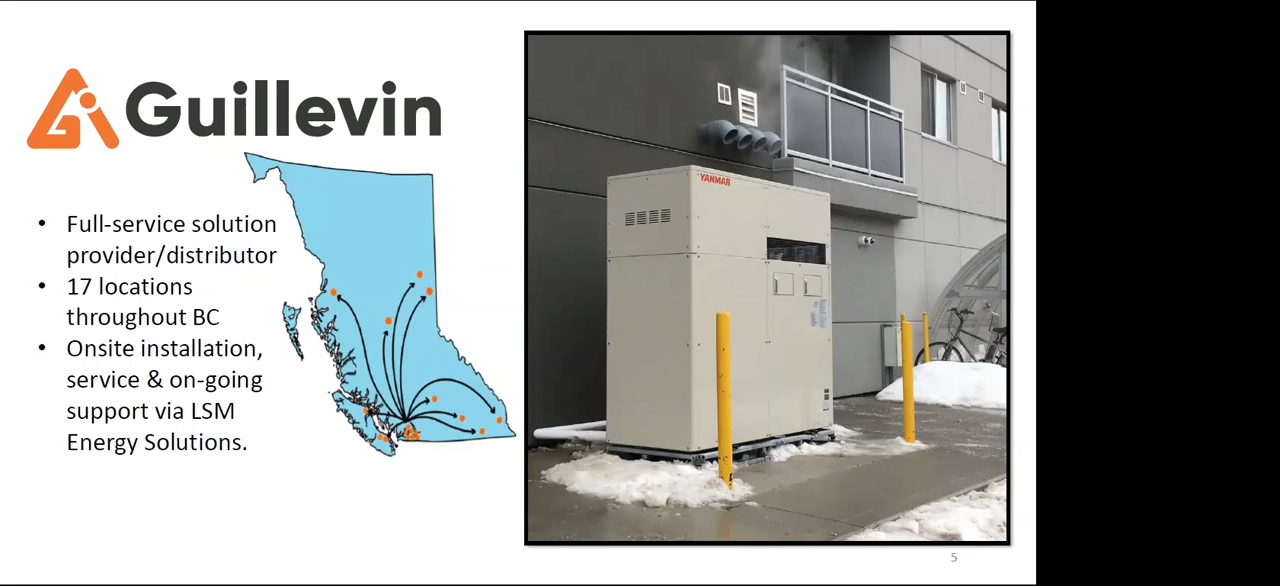 Guillevin
• Full-service solution
provider/distributor
• 17 locations
throughout BC
• Onsite installation,
service & on-going
support via LSM
Energy Solutions.
YANMAR
5